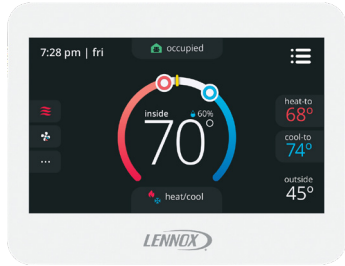 7:28 pm | fri
occupied
inside
60%
70°
heat-to
68°
cool-to
74°
outside
45°
heat/cool
LENNOX